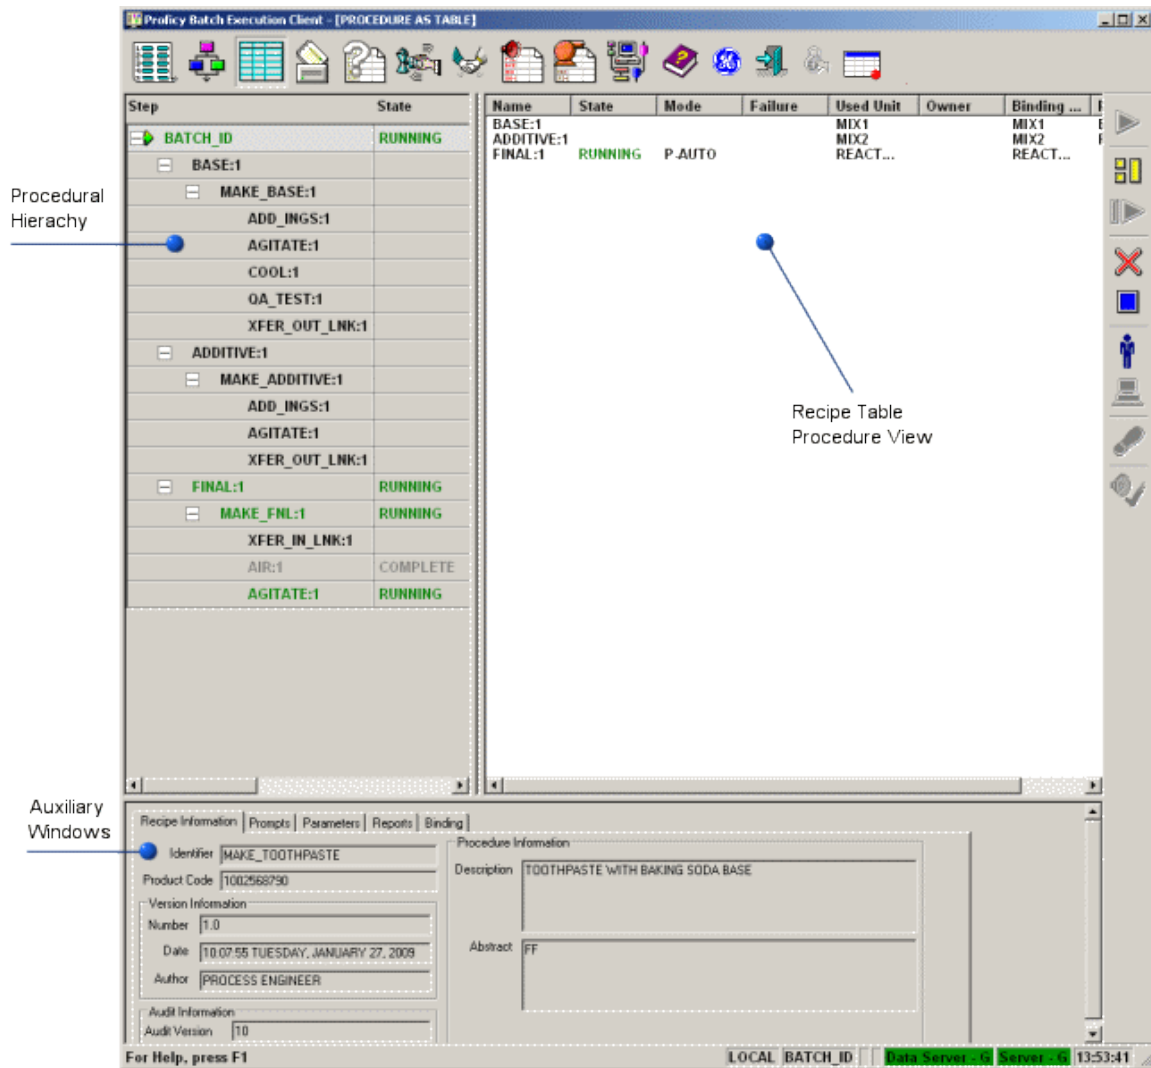 Proficy Batch Execution Client - [PROCEDURE AS TABLE]
Step State
BATCH_ID RUNNING
BASE:1
MAKE_BASE:1
ADD_INGS:1
AGITATE:1
COOL:1
QA_TEST:1
XFER_OUT_LNK:1
ADDITIVE:1
MAKE_ADDITIVE:1
ADD_INGS:1
AGITATE:1
XFER_OUT_LNK:1
FINAL:1 RUNNING
MAKE_FNL:1 RUNNING
XFER_IN_LNK:1
AIR:1 COMPLETE
AGITATE:1 RUNNING
Name State Mode Failure Used Unit Owner Binding ...
BASE:1 MIX1 MIX1
ADDITIVE:1 MIX2 MIX2
FINAL:1 RUNNING P-AUTO REACT... REACT...
Procedural
Hierachy
Recipe Table
Procedure View
Auxiliary
Windows
Recipe Information Prompts Parameters Reports Binding
Identifier MAKE_TOOTHPASTE
Product Code 1002568790
Version Information
Number 1.0
Date 10:07:55 TUESDAY, JANUARY 27, 2009
Author PROCESS ENGINEER
Audit Information
Audit Version 10
Procedure Information
Description TOOTHPASTE WITH BAKING SODA BASE
Abstract FF
For Help, press F1
LOCAL BATCH_ID Data Server - G Server - G 13:53:41